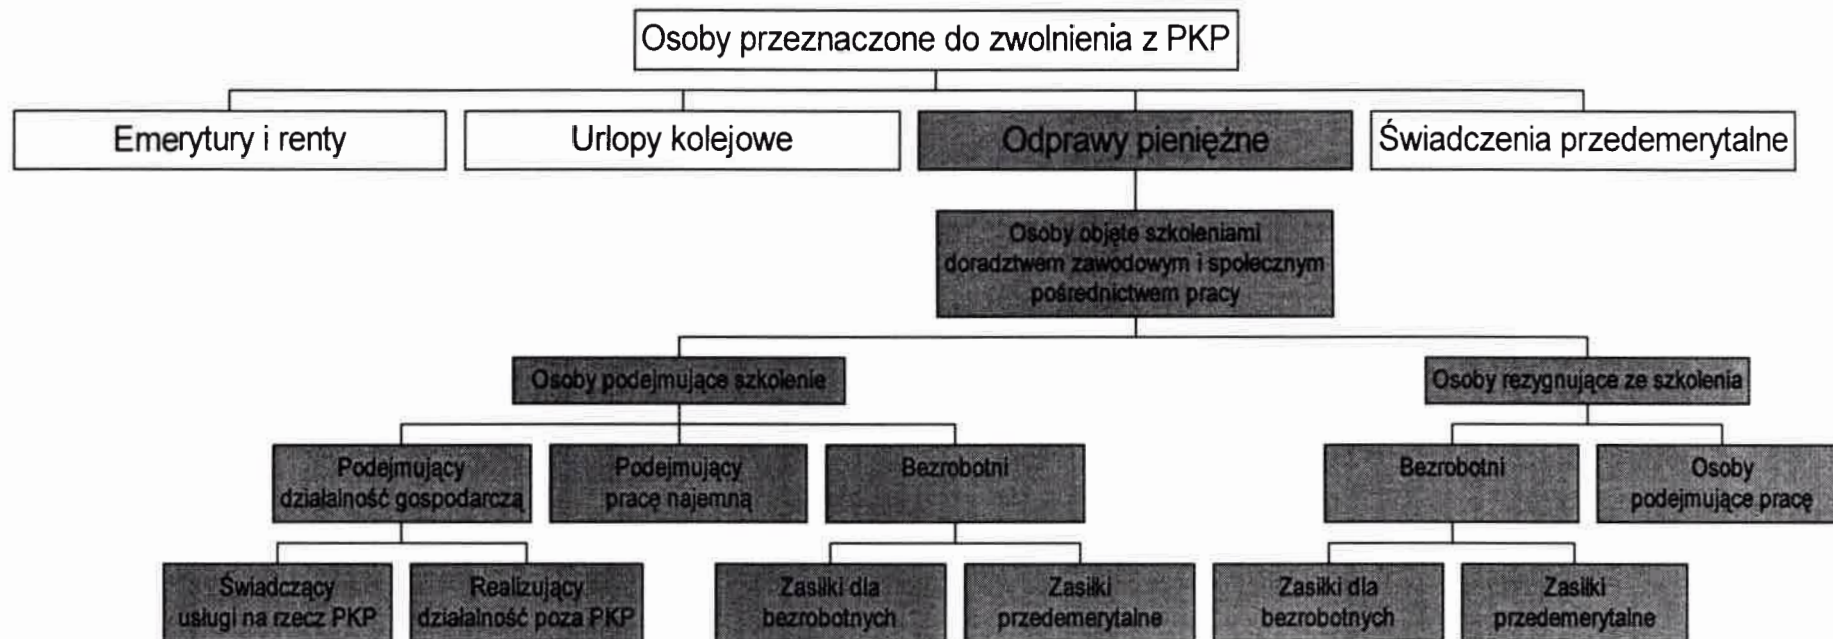 Osoby przeznaczone do zwolnienia z PKP
Emerytury i renty
Urlopy kolejowe
Odprawy pieniężne
Świadczenia przedemerytalne
Osoby objęte szkoleniami
doradztwem zawodowym i społecznym
pośrednictwem pracy
Osoby podejmujące szkolenie
Osoby rezygnujące ze szkolenia
Podejmujący
działalność gospodarczą
Podejmujący
pracę najemną
Bezrobotni
Bezrobotni
Osoby
podejmujące pracę
Świadczący
usługi na rzecz PKP
Realizujący
działalność poza PKP
Zasiłki dla
bezrobotnych
Zasiłki
przedemerytalne
Zasiłki dla
bezrobotnych
Zasiłki
przedemerytalne